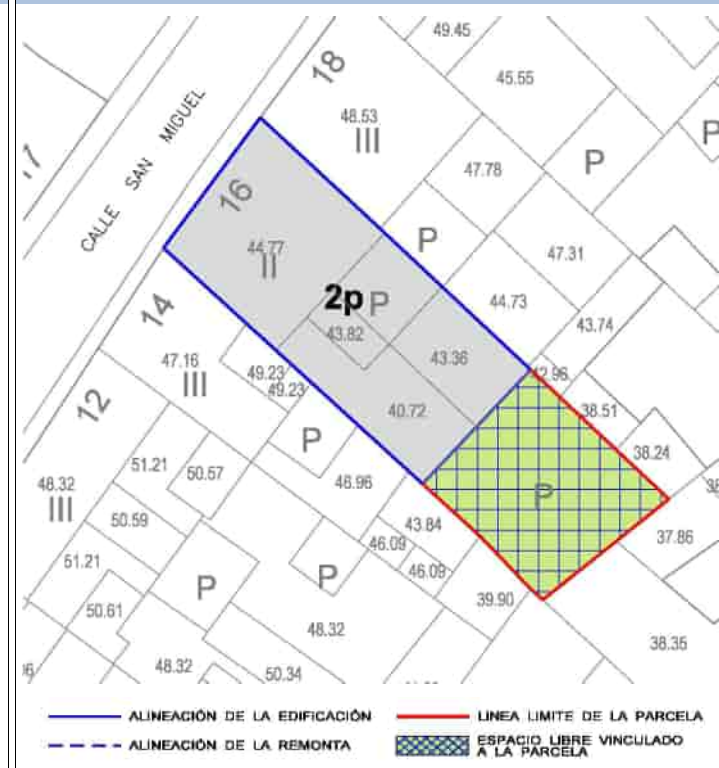 49.45
18
45.55
48.53
III
P
17
CALLE SAN MIGUEL
47.78
P
16
P
44.77
II
47.31
2p
P
44.73
14
43.82
43.74
47.16
III
43.36
49.23
49.23
42.96
12
40.72
38.51
P
38.24
51.21
50.57
46.96
48.32
III
P
50.59
43.84
37.86
46.09
51.21
46.09
P
P
39.90
50.61
48.32
38.35
48.32
50.34
ALINEACIÓN DE LA EDIFICACIÓN
LINEA LIMITE DE LA PARCELA
ALINEACIÓN DE LA REMONTA
ESPACIO LIBRE VINCULADO
A LA PARCELA